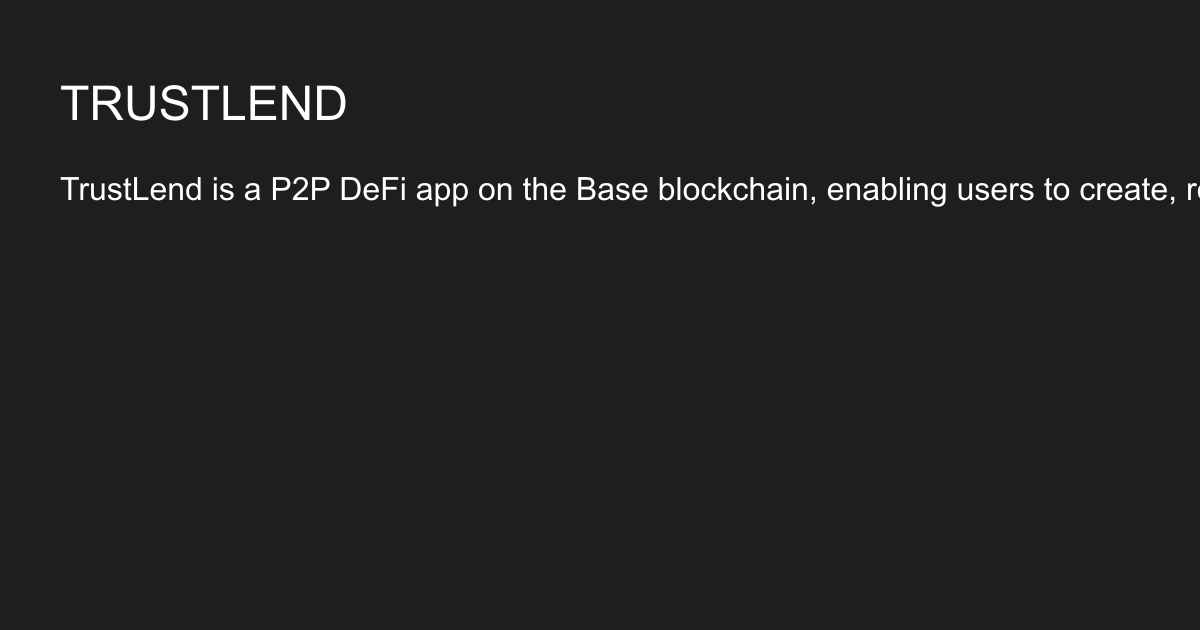 TRUSTLEND
TrustLend is a P2P DeFi app on the Base blockchain, enabling users to create,